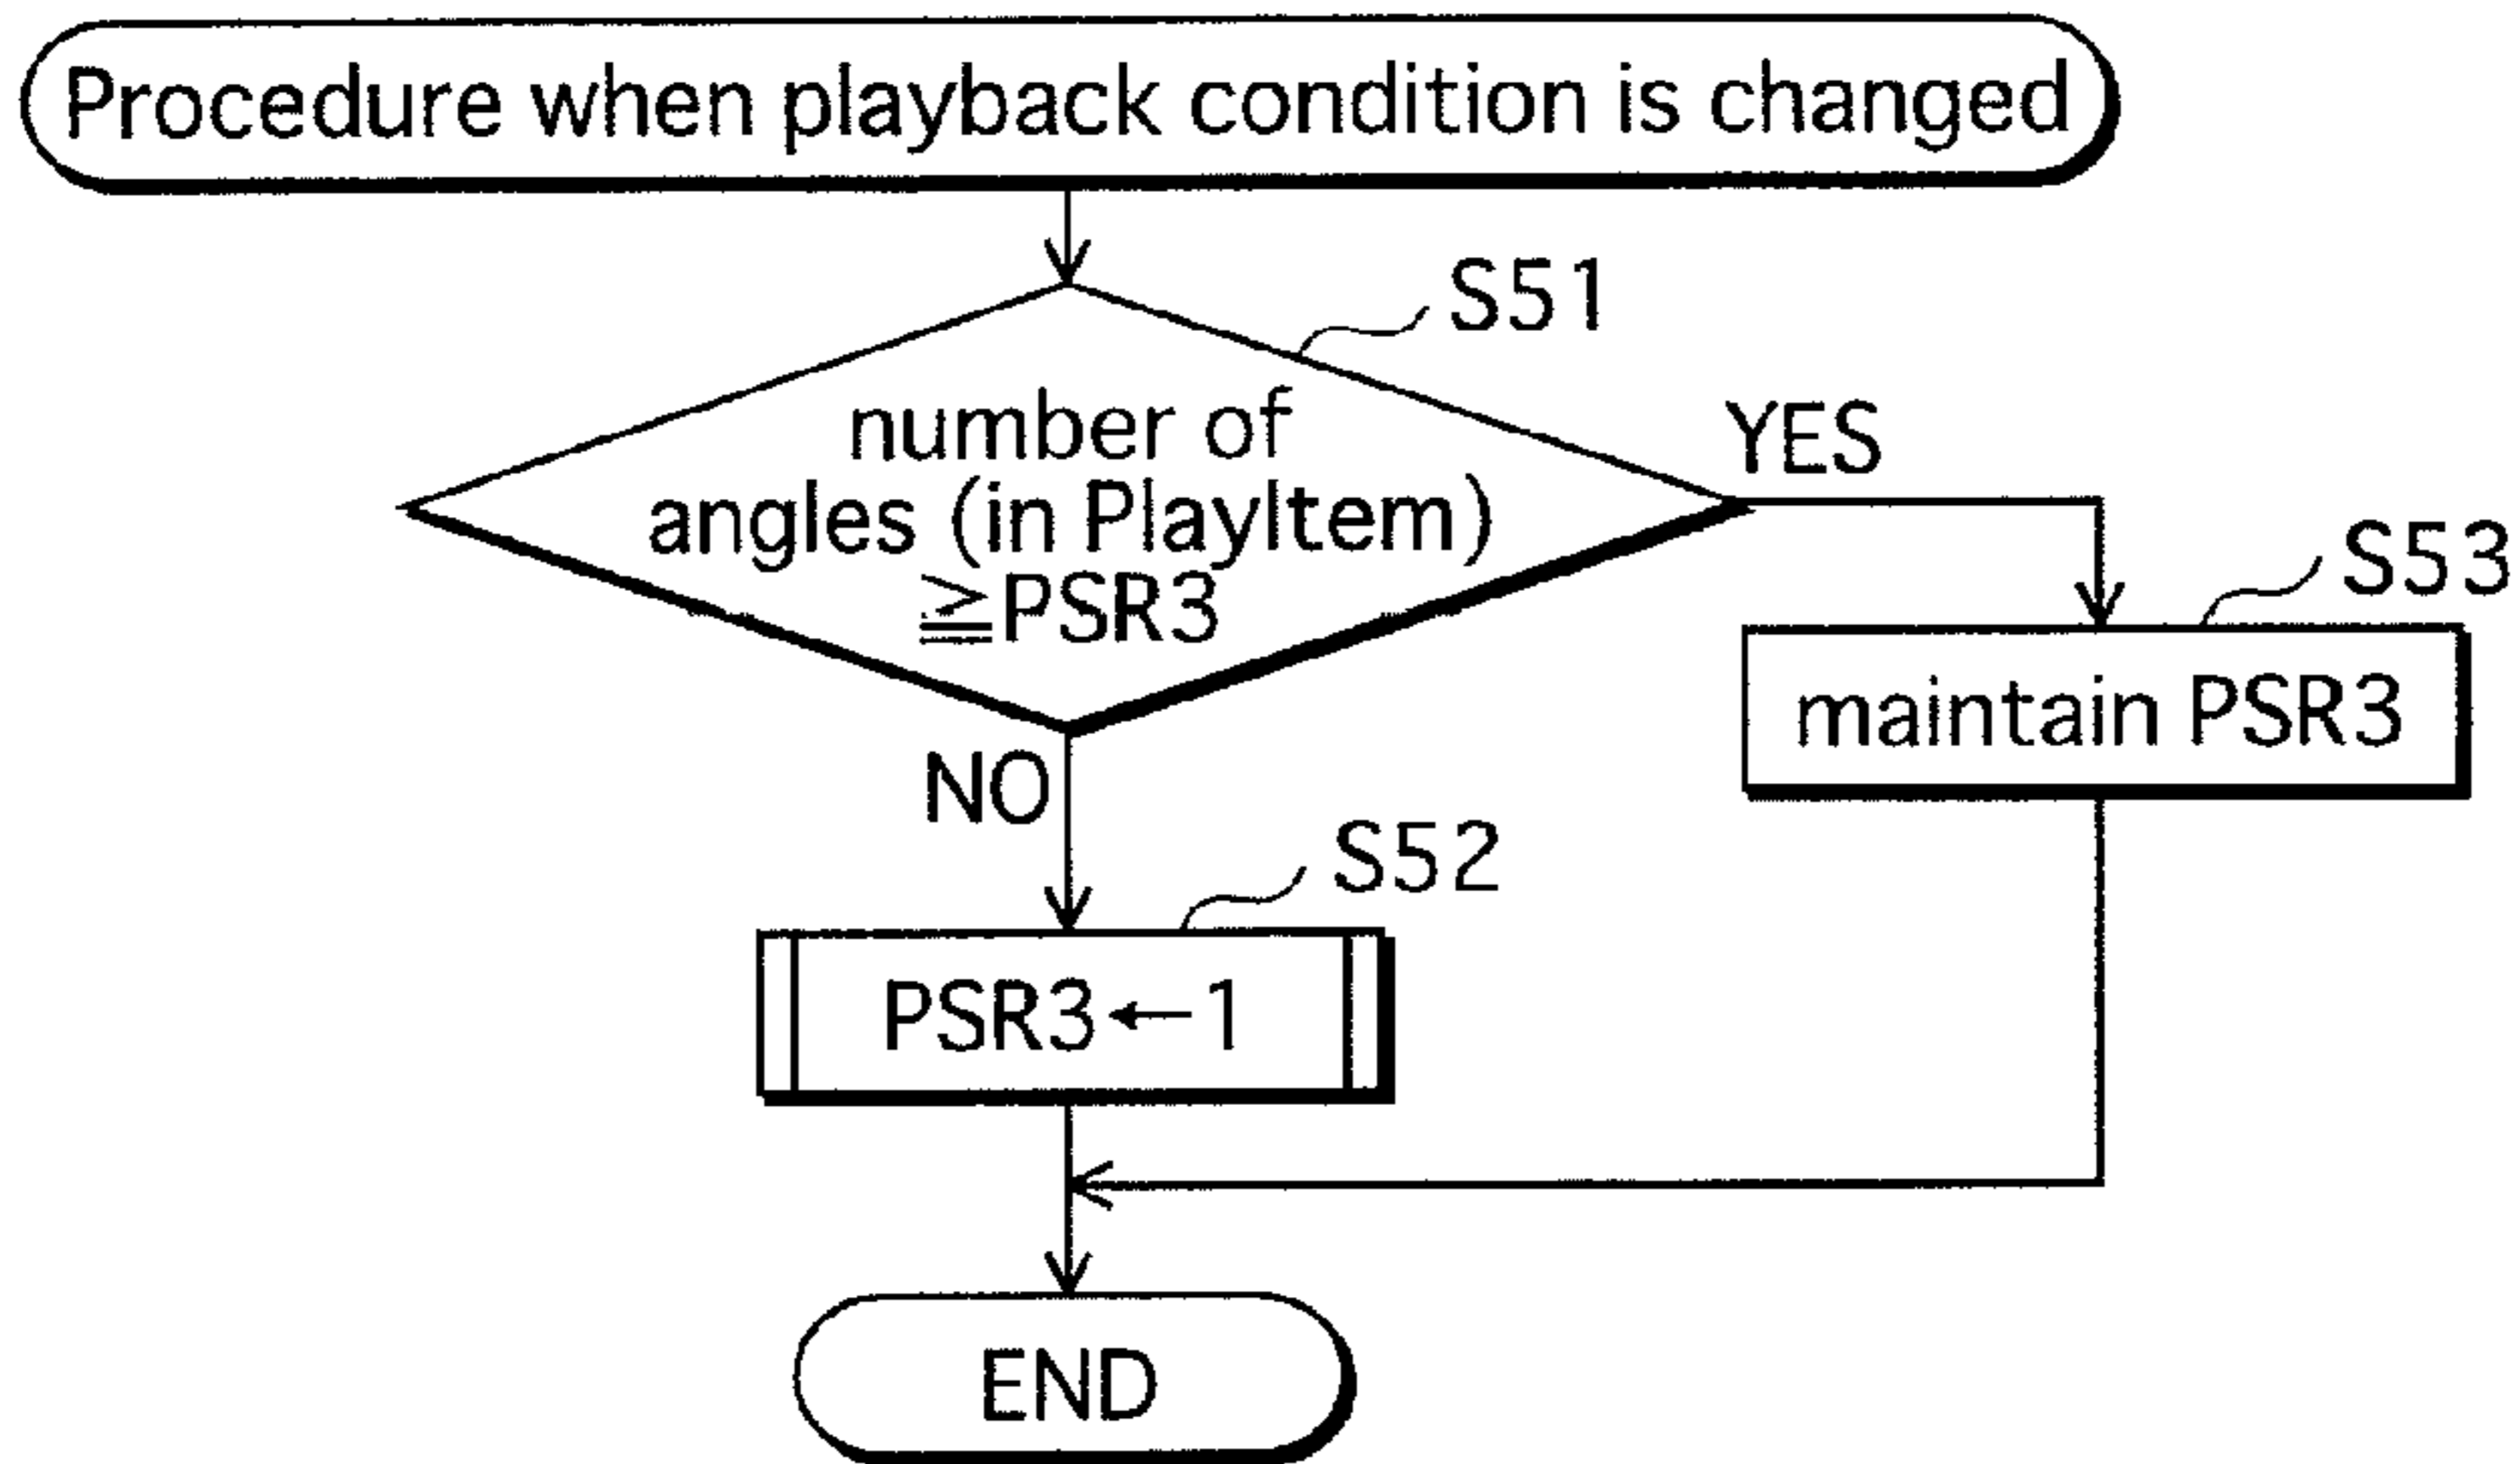 Procedure when playback condition is changed
S51
number of
angles (in PlayItem)
≧PSR3
YES
S53
maintain PSR3
NO
S52
PSR3←1
END